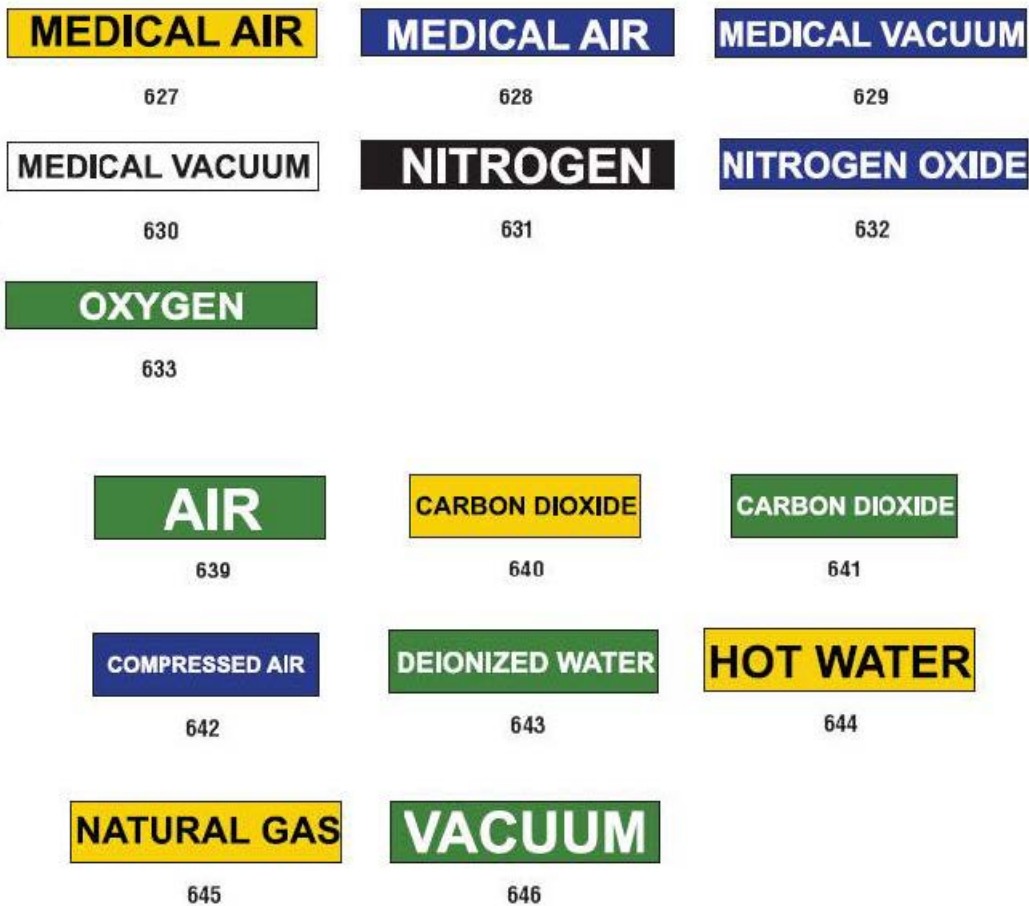 MEDICAL AIR
MEDICAL AIR
MEDICAL VACUUM
627
628
629
MEDICAL VACUUM
NITROGEN
NITROGEN OXIDE
630
631
632
OXYGEN
633
AIR
CARBON DIOXIDE
CARBON DIOXIDE
639
640
641
COMPRESSED AIR
DEIONIZED WATER
HOT WATER
642
643
644
NATURAL GAS
VACUUM
645
646